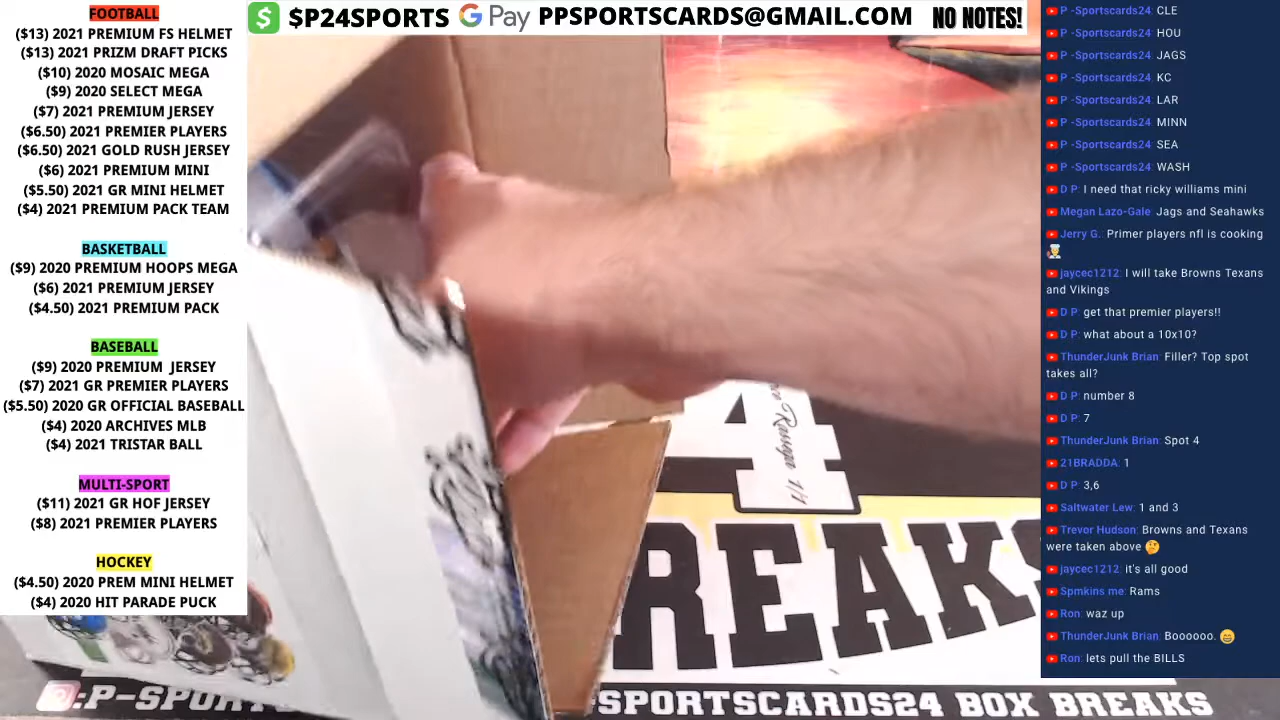 FOOTBALL
($13) 2021 PREMIUM FS HELMET
($13) 2021 PRIZM DRAFT PICKS
($10) 2020 MOSAIC MEGA
($9) 2020 SELECT MEGA
($7) 2021 PREMIUM JERSEY
($6.50) 2021 PREMIER PLAYERS
($6.50) 2021 GOLD RUSH JERSEY
($6) 2021 PREMIUM MINI
($5.50) 2021 GR MINI HELMET
($4) 2021 PREMIUM PACK TEAM
BASKETBALL
($9) 2020 PREMIUM HOOPS MEGA
($6) 2021 PREMIUM JERSEY
($4.50) 2021 PREMIUM PACK
BASEBALL
($9) 2020 PREMIUM JERSEY
($7) 2021 GR PREMIER PLAYERS
($5.50) 2020 GR OFFICIAL BASEBALL
($4) 2020 ARCHIVES MLB
($4) 2021 TRISTAR BALL
MULTI-SPORT
($11) 2021 GR HOF JERSEY
($8) 2021 PREMIER PLAYERS
HOCKEY
($4.50) 2020 PREM MINI HELMET
($4) 2020 HIT PARADE PUCK
$P24SPORTS G Pay PPSPORTSCARDS@GMAIL.COM NO NOTES!
4
1/1
REAKS
:P-SPOR
SPORTSCARDS24 BOX BREAKS
P -Sportscards24: CLE
P -Sportscards24: HOU
P -Sportscards24: JAGS
P -Sportscards24: KC
P -Sportscards24: LAR
P -Sportscards24: MINN
P -Sportscards24: SEA
P -Sportscards24: WASH
D P: I need that ricky williams mini
Megan Lazo-Gaie: Jags and Seahawks
Jerry G.: Primer players nfl is cooking
👨‍🍳
jaycec1212: I will take Browns Texans
and Vikings
D P: get that premier players!!
D P: what about a 10x10?
ThunderJunk Brian: Filler? Top spot
takes all?
D P: number 8
D P: 7
ThunderJunk Brian: Spot 4
21BRADDA: 1
D P: 3,6
Saltwater Lew: 1 and 3
Trevor Hudson: Browns and Texans
were taken above 🤔
jaycec1212: it's all good
Spmkins me: Rams
Ron: waz up
ThunderJunk Brian: Boooooo. 😄
Ron: lets pull the BILLS